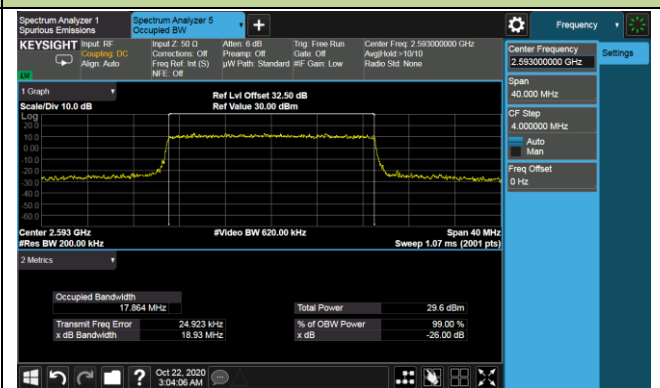 Spectrum Analyzer 1
Spurious Emissions
Spectrum Analyzer 5
Occupied BW
Frequency
KEYSIGHT
Input: RF
Coupling: DC
Align: Auto
Input Z: 50 Ω
Corrections: Off
Freq Ref: Int (S)
NFE: Off
Atten: 6 dB
Preamp: Off
µW Path: Standard
Trig: Free Run
Gate: Off
#IF Gain: Low
Center Freq: 2.593000000 GHz
Avg|Hold:>10/10
Radio Std: None
Center Frequency
2.593000000 GHz
Settings
Span
40.000 MHz
CF Step
4.000000 MHz
Auto
Man
Freq Offset
0 Hz
1 Graph
Scale/Div 10.0 dB
Ref Lvl Offset 32.50 dB
Ref Value 30.00 dBm
Log
20.0
10.0
0.00
-10.0
-20.0
-30.0
-40.0
-50.0
-60.0
Center 2.593 GHz
#Video BW 620.00 kHz
Span 40 MHz
#Res BW 200.00 kHz
Sweep 1.07 ms (2001 pts)
2 Metrics
Occupied Bandwidth
17.864 MHz
Total Power 29.6 dBm
Transmit Freq Error 24.923 kHz
% of OBW Power 99.00 %
x dB Bandwidth 18.93 MHz
x dB -26.00 dB
Oct 22, 2020
3:04:06 AM